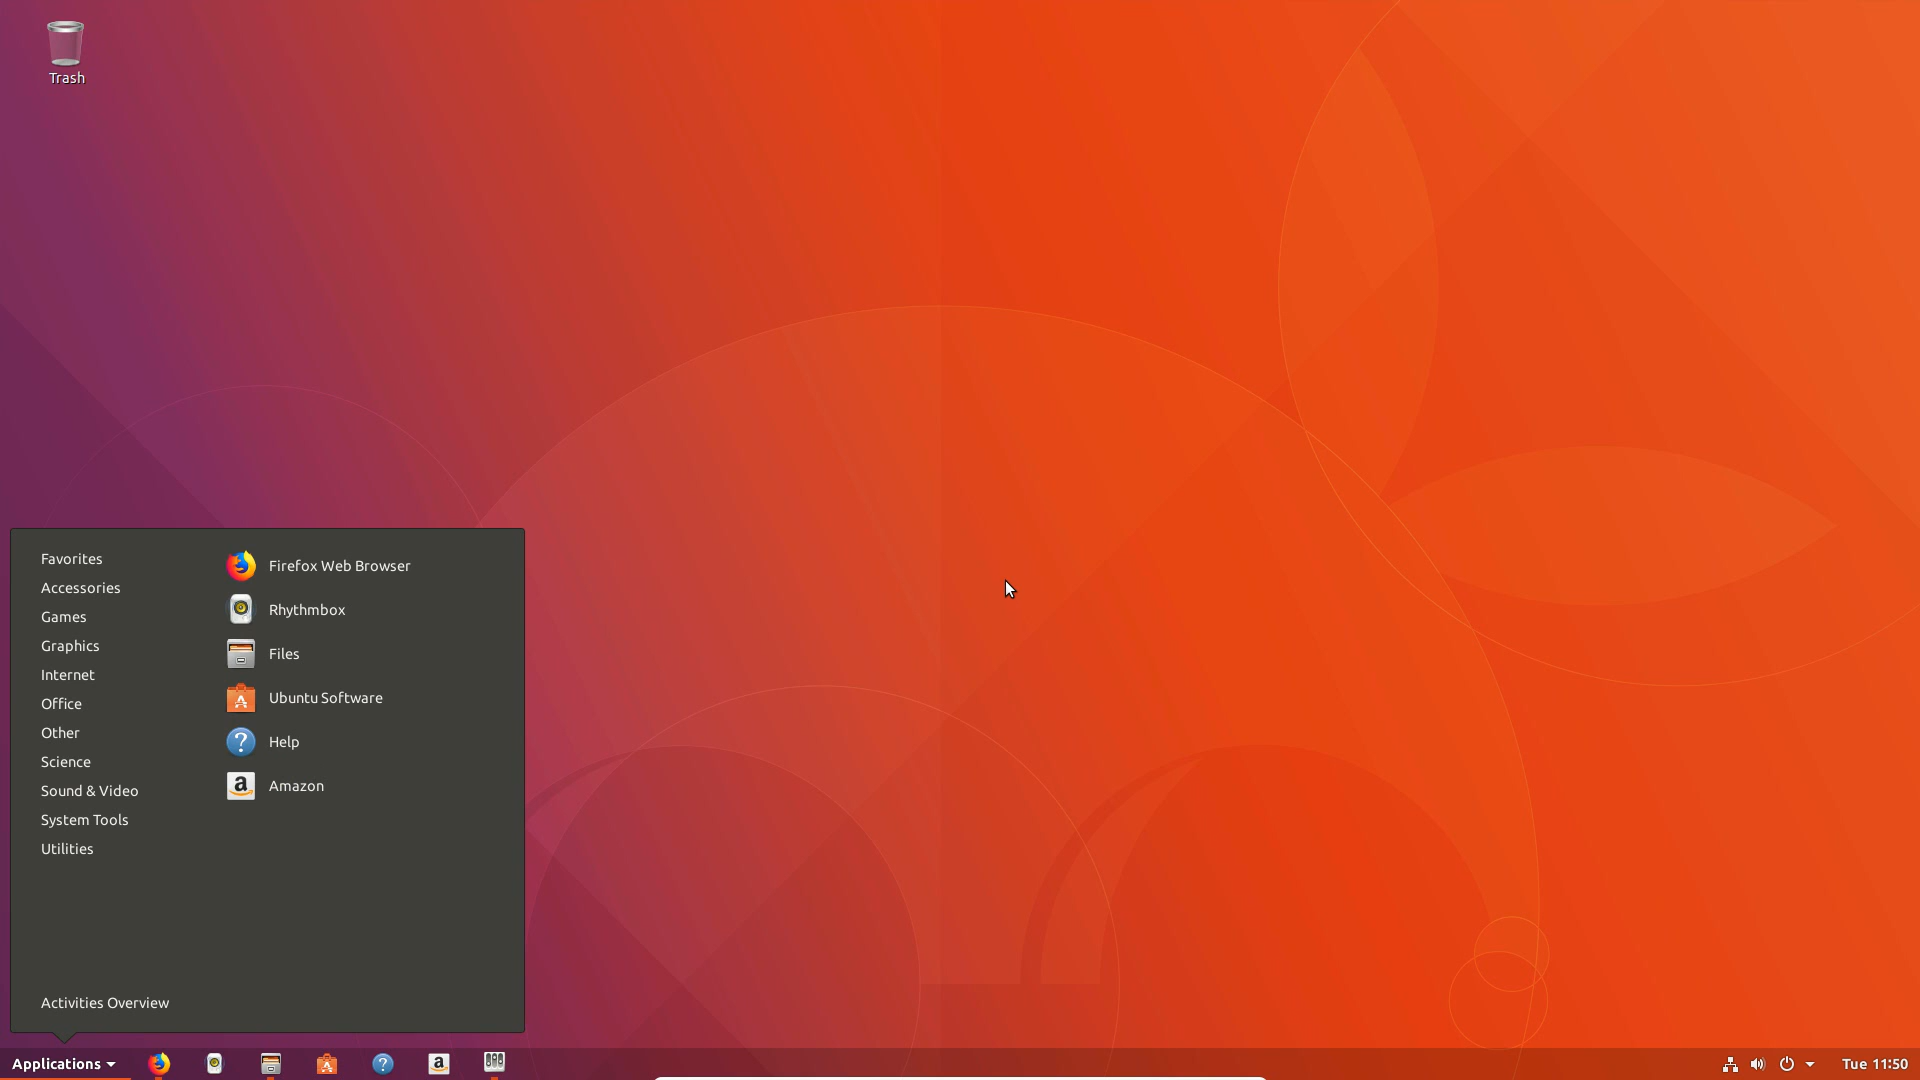 Trash
Favorites
Accessories
Games
Graphics
Internet
Office
Other
Science
Sound & Video
System Tools
Utilities
Firefox Web Browser
Rhythmbox
Files
Ubuntu Software
Help
Amazon
Activities Overview
Applications
Tue 11:50